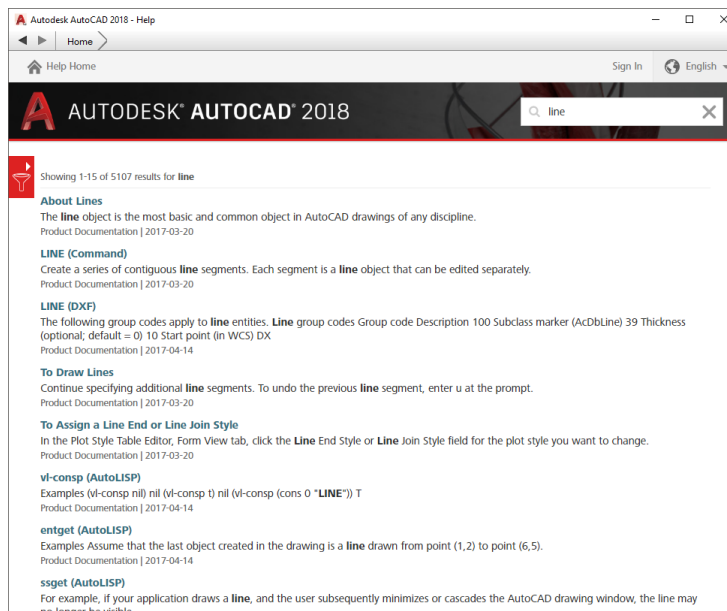 Autodesk AutoCAD 2018 - Help
Home
Help Home
Sign In
English
AUTODESK® AUTOCAD® 2018
line
Showing 1-15 of 5107 results for line
About Lines
The line object is the most basic and common object in AutoCAD drawings of any discipline.
Product Documentation | 2017-03-20
LINE (Command)
Create a series of contiguous line segments. Each segment is a line object that can be edited separately.
Product Documentation | 2017-03-20
LINE (DXF)
The following group codes apply to line entities. Line group codes Group code Description 100 Subclass marker (AcDbLine) 39 Thickness
(optional; default = 0) 10 Start point (in WCS) DX
Product Documentation | 2017-04-14
To Draw Lines
Continue specifying additional line segments. To undo the previous line segment, enter u at the prompt.
Product Documentation | 2017-03-20
To Assign a Line End or Line Join Style
In the Plot Style Table Editor, Form View tab, click the Line End Style or Line Join Style field for the plot style you want to change.
Product Documentation | 2017-03-20
vl-consp (AutoLISP)
Examples (vl-consp nil) nil (vl-consp t) nil (vl-consp (cons 0 "LINE")) T
Product Documentation | 2017-04-14
entget (AutoLISP)
Examples Assume that the last object created in the drawing is a line drawn from point (1,2) to point (6,5).
Product Documentation | 2017-04-14
ssget (AutoLISP)
For example, if your application draws a line, and the user subsequently minimizes or cascades the AutoCAD drawing window, the line may
no longer be visible